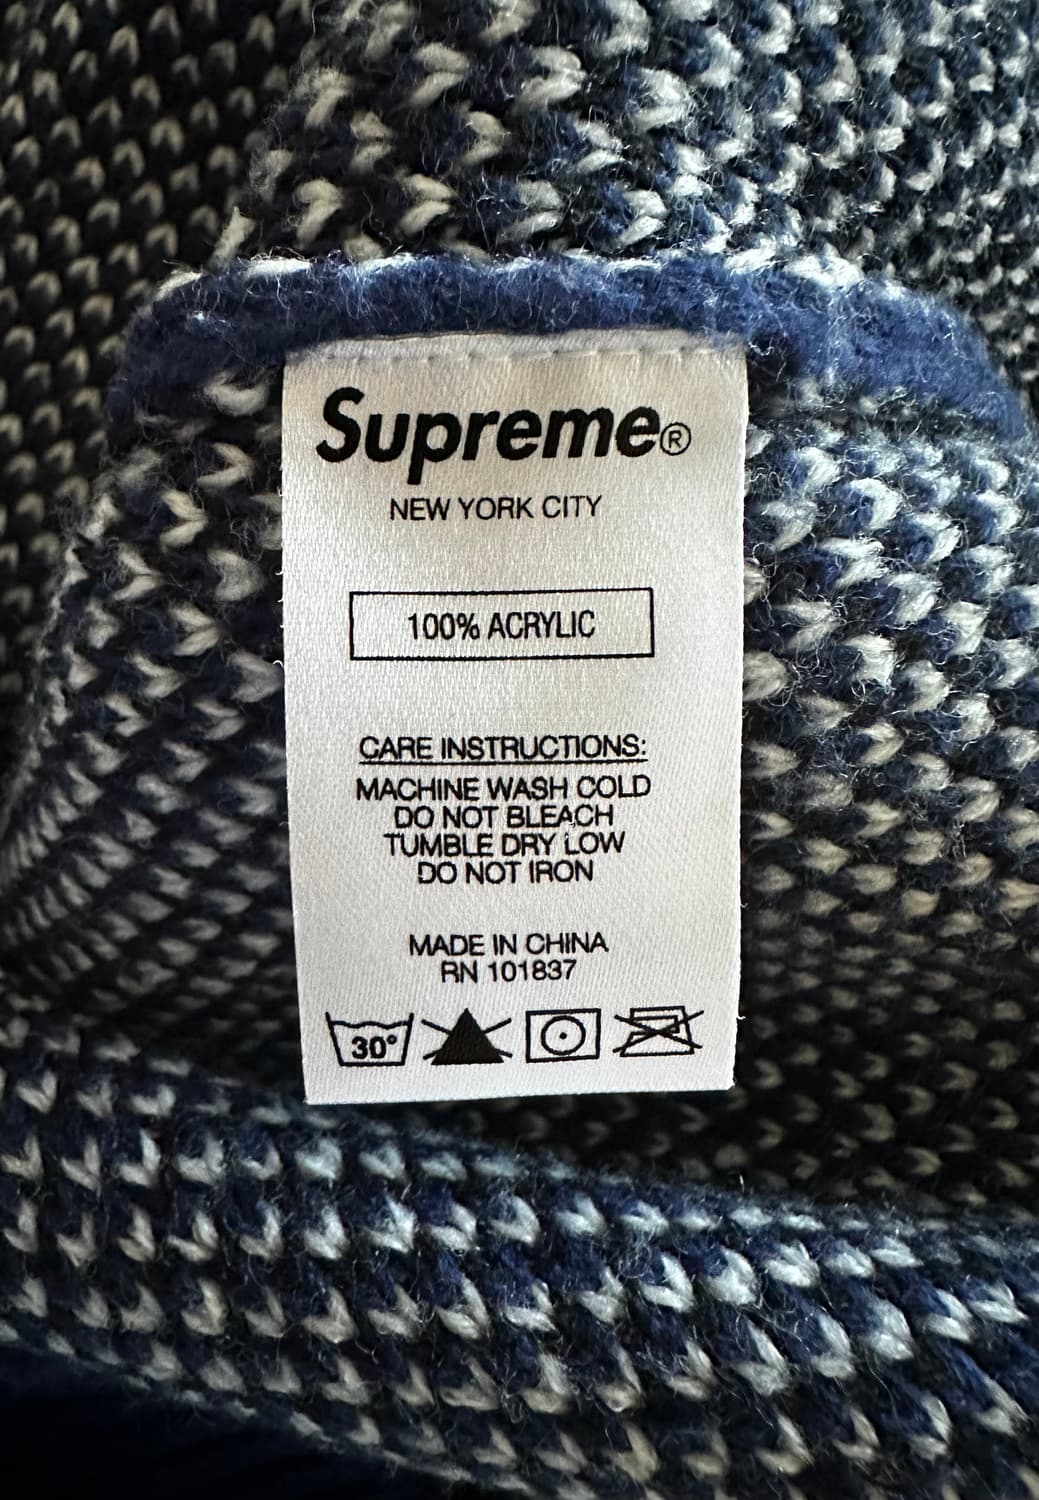 Supreme®
NEW YORK CITY
100% ACRYLIC
CARE INSTRUCTIONS:
MACHINE WASH COLD
DO NOT BLEACH
TUMBLE DRY LOW
DO NOT IRON
MADE IN CHINA
RN 101837
30°